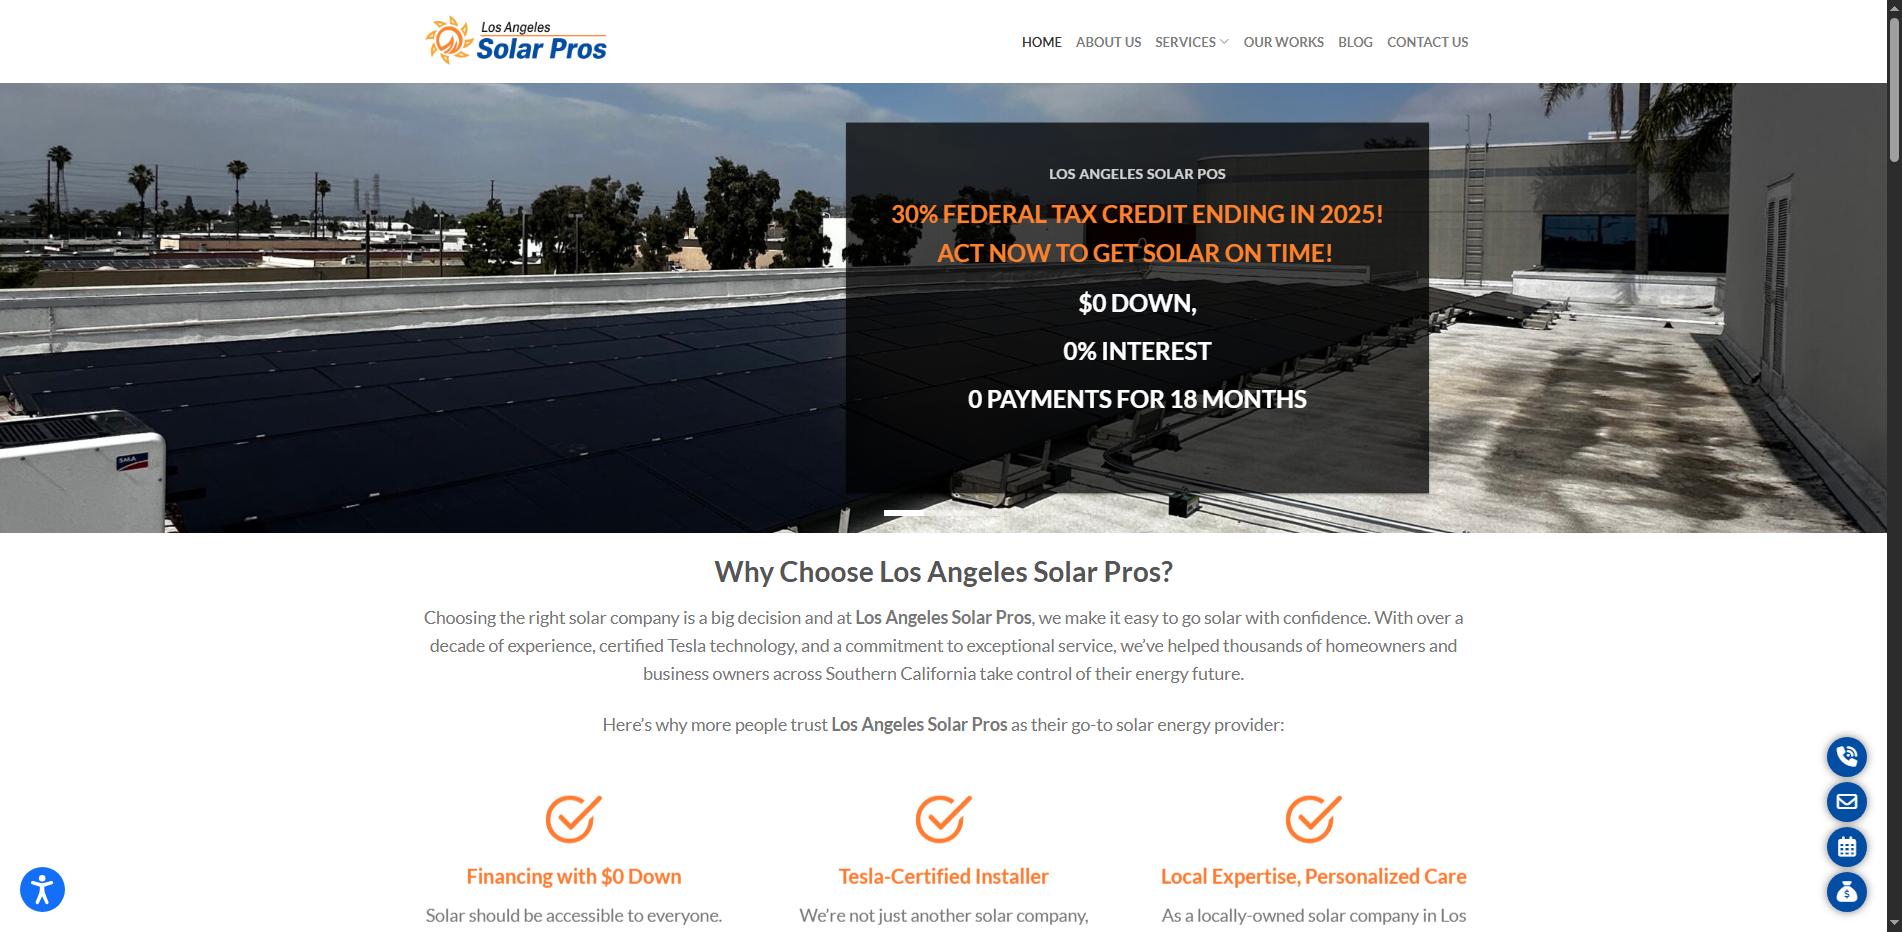 Los Angeles
Solar Pros
HOME ABOUT US SERVICES OUR WORKS BLOG CONTACT US
LOS ANGELES SOLAR POS
30% FEDERAL TAX CREDIT ENDING IN 2025!
ACT NOW TO GET SOLAR ON TIME!
$0 DOWN,
0% INTEREST
0 PAYMENTS FOR 18 MONTHS
SMA
Why Choose Los Angeles Solar Pros?
Choosing the right solar company is a big decision and at Los Angeles Solar Pros, we make it easy to go solar with confidence. With over a
decade of experience, certified Tesla technology, and a commitment to exceptional service, we’ve helped thousands of homeowners and
business owners across Southern California take control of their energy future.
Here’s why more people trust Los Angeles Solar Pros as their go-to solar energy provider:
Financing with $0 Down
Solar should be accessible to everyone.
Tesla-Certified Installer
We’re not just another solar company,
Local Expertise, Personalized Care
As a locally-owned solar company in Los